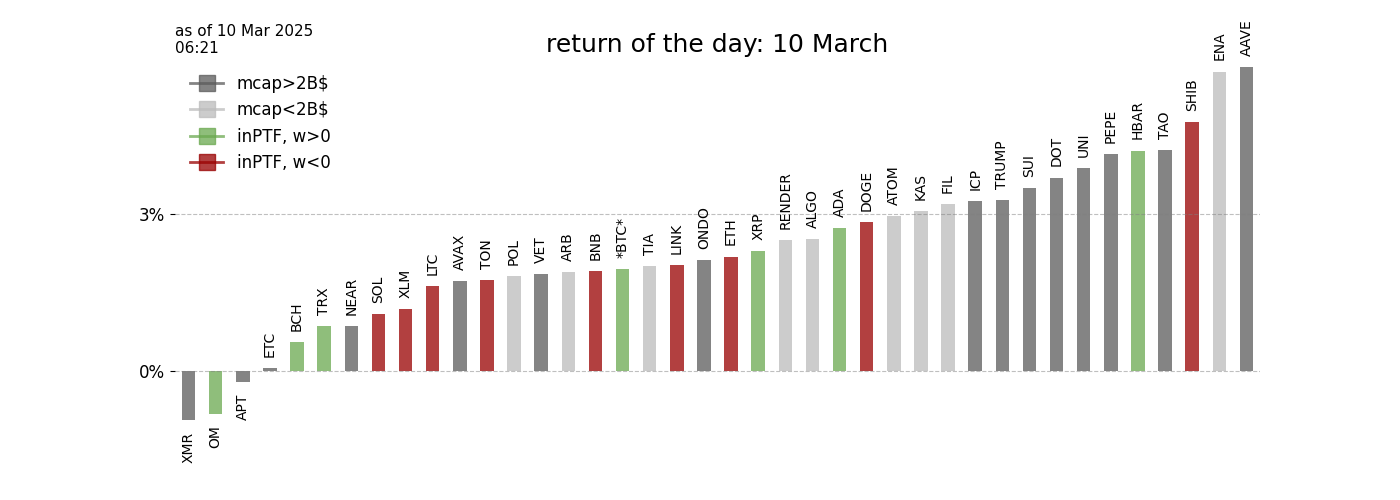 as of 10 Mar 2025
06:21
return of the day: 10 March
mcap>2B$
mcap<2B$
inPTF, w>0
inPTF, w<0
3%
0%
XMR
OM
APT
ETC
BCH
TRX
NEAR
SOL
XLM
LTC
AVAX
TON
POL
VET
ARB
BNB
*BTC*
TIA
LINK
ONDO
ETH
XRP
RENDER
ALGO
ADA
DOGE
ATOM
KAS
FIL
ICP
TRUMP
SUI
DOT
UNI
PEPE
HBAR
TAO
SHIB
ENA
AAVE